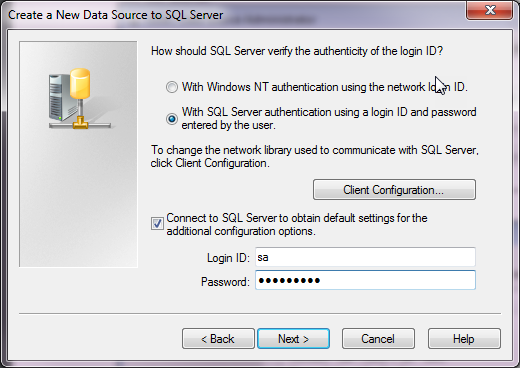 Create a New Data Source to SQL Server
How should SQL Server verify the authenticity of the login ID?
With Windows NT authentication using the network login ID.
With SQL Server authentication using a login ID and password
entered by the user.
To change the network library used to communicate with SQL Server,
click Client Configuration.
Client Configuration...
Connect to SQL Server to obtain default settings for the
additional configuration options.
Login ID: sa
Password: ●●●●●●●●●
< Back Next > Cancel Help